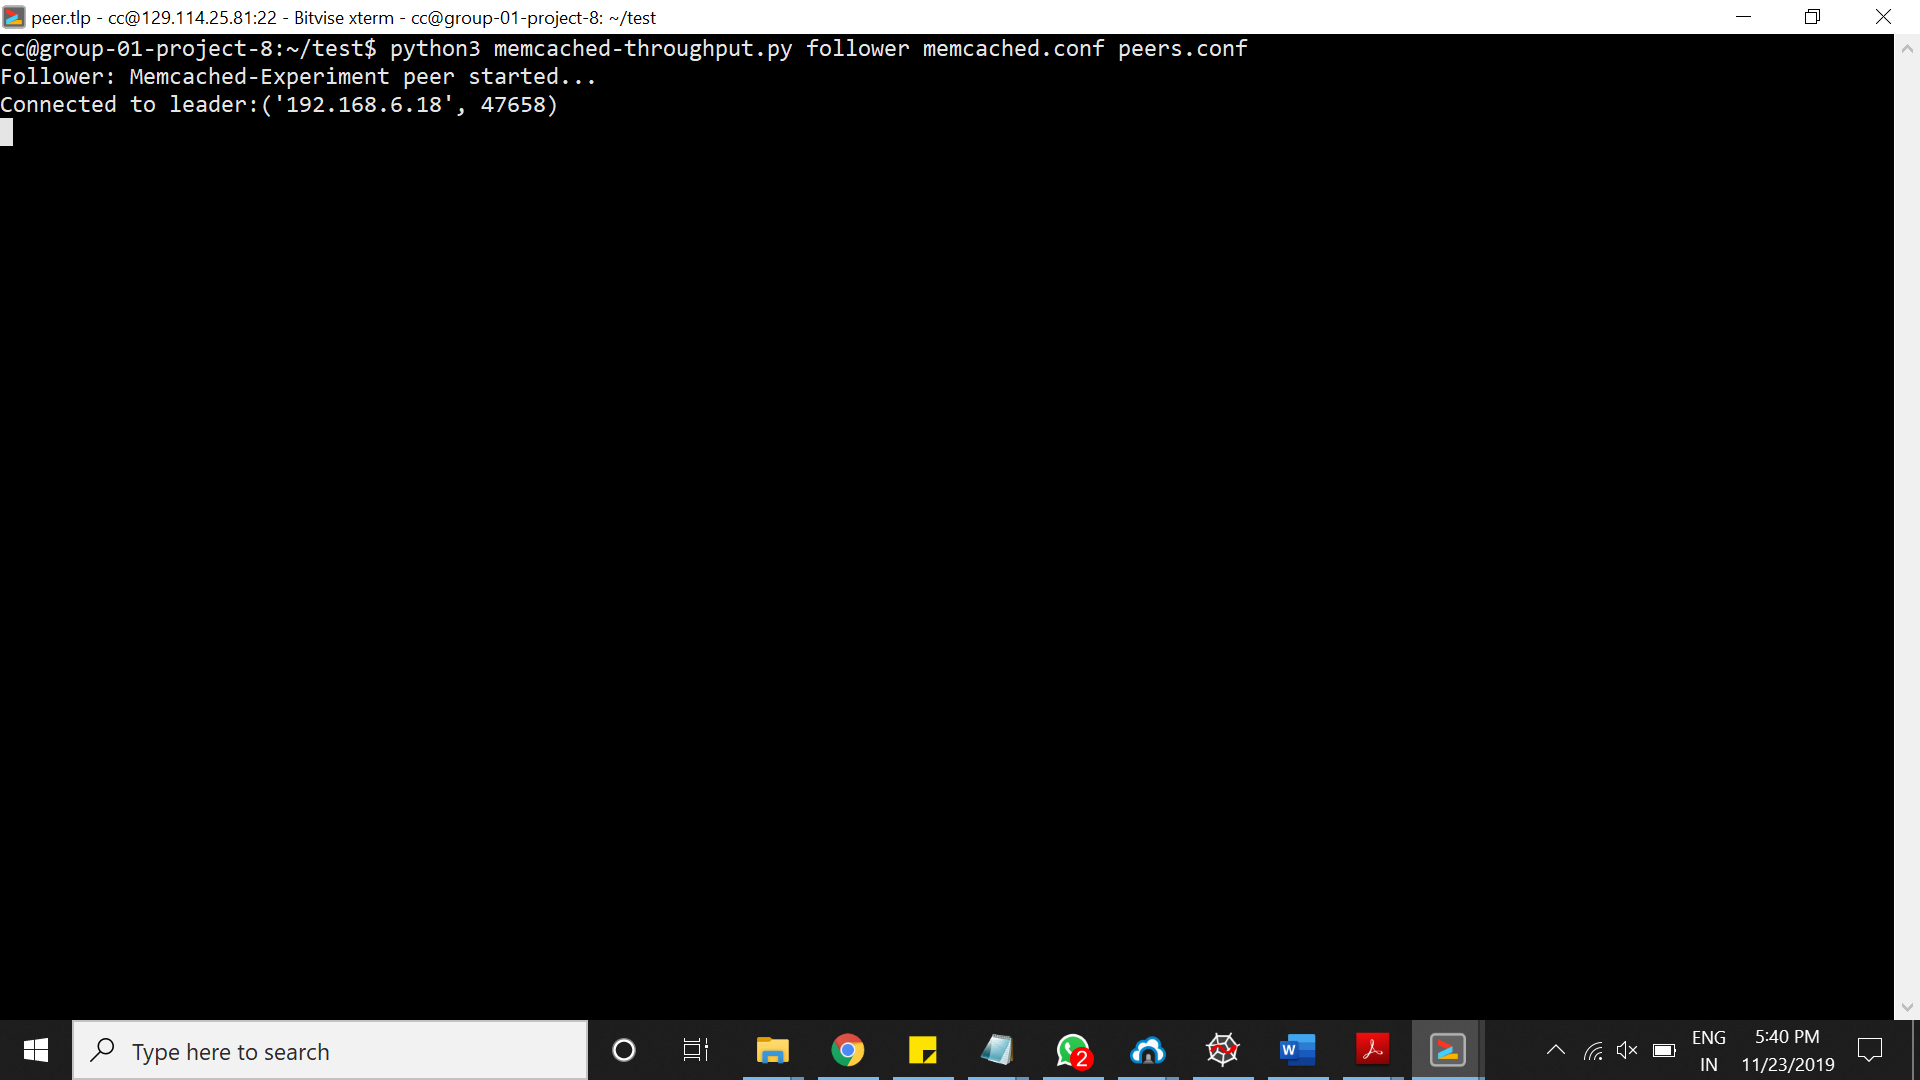 peer.tlp - cc@129.114.25.81:22 - Bitvise xterm - cc@group-01-project-8: ~/test
cc@group-01-project-8:~/test$ python3 memcached-throughput.py follower memcached.conf peers.conf
Follower: Memcached-Experiment peer started...
Connected to leader:('192.168.6.18', 47658)
Type here to search
2
W
ENG
IN
5:40 PM
11/23/2019